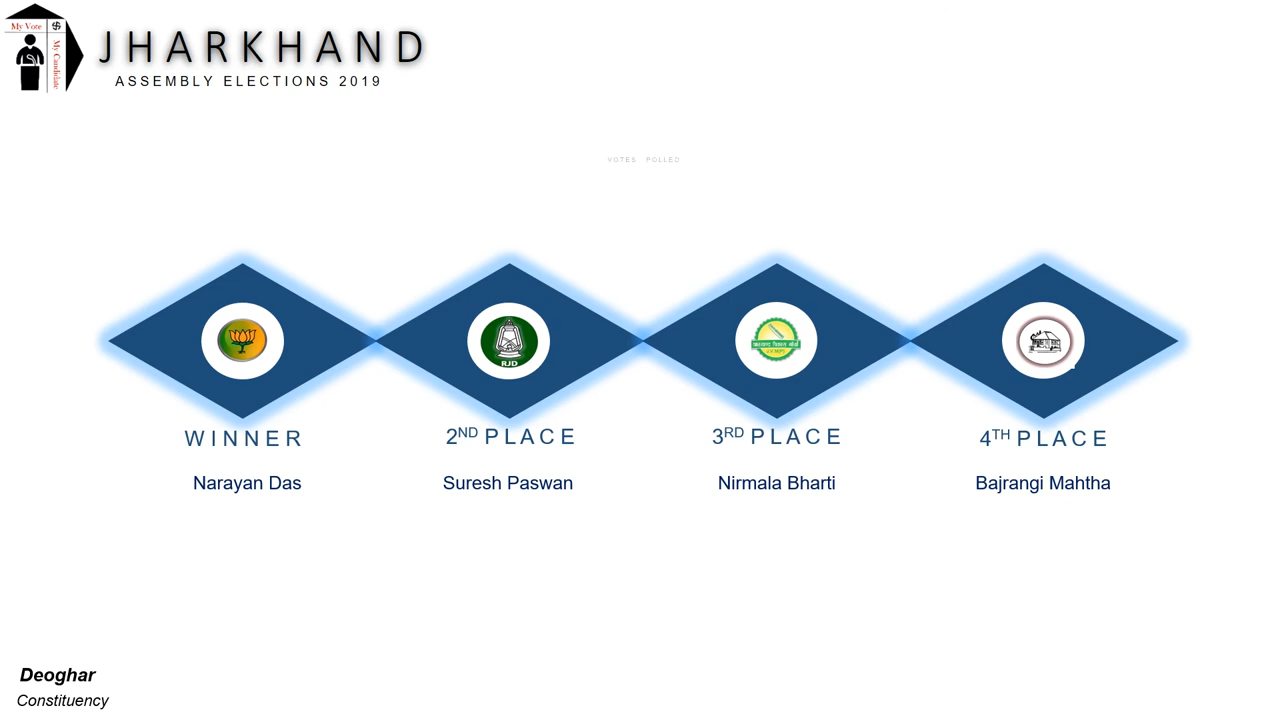 My Vote
My Candidate
JHARKHAND
ASSEMBLY ELECTIONS 2019
VOTES POLLED
RJD
WINNER
2ND PLACE
3RD PLACE
4TH PLACE
Narayan Das
Suresh Paswan
Nirmala Bharti
Bajrangi Mahtha
Deoghar
Constituency